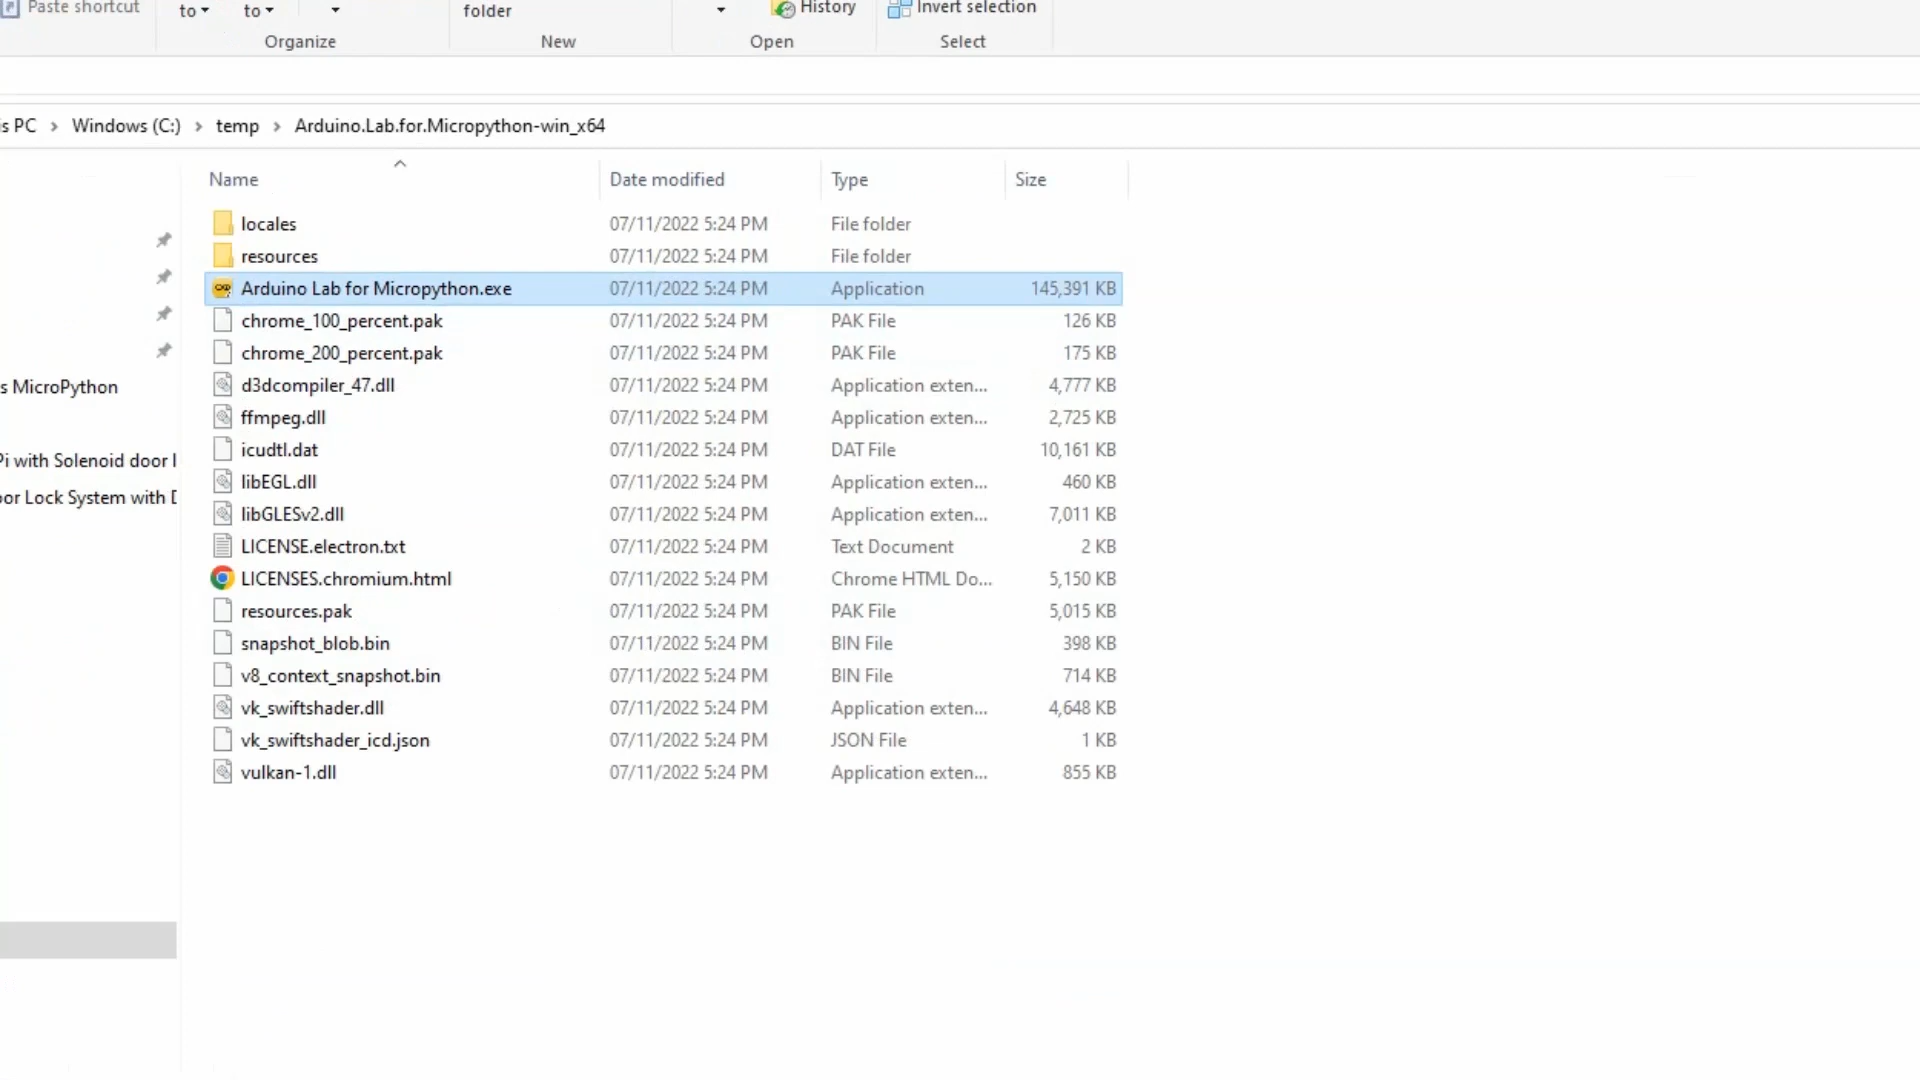 Paste shortcut
to to folder History Invert selection
Organize New Open Select
is PC > Windows (C:) > temp > Arduino.Lab.for.Micropython-win_x64
Name Date modified Type Size
locales 07/11/2022 5:24 PM File folder
resources 07/11/2022 5:24 PM File folder
Arduino Lab for Micropython.exe 07/11/2022 5:24 PM Application 145,391 KB
chrome_100_percent.pak 07/11/2022 5:24 PM PAK File 126 KB
chrome_200_percent.pak 07/11/2022 5:24 PM PAK File 175 KB
d3dcompiler_47.dll 07/11/2022 5:24 PM Application exten... 4,777 KB
ffmpeg.dll 07/11/2022 5:24 PM Application exten... 2,725 KB
icudtl.dat 07/11/2022 5:24 PM DAT File 10,161 KB
libEGL.dll 07/11/2022 5:24 PM Application exten... 460 KB
libGLESv2.dll 07/11/2022 5:24 PM Application exten... 7,011 KB
LICENSE.electron.txt 07/11/2022 5:24 PM Text Document 2 KB
LICENSES.chromium.html 07/11/2022 5:24 PM Chrome HTML Do... 5,150 KB
resources.pak 07/11/2022 5:24 PM PAK File 5,015 KB
snapshot_blob.bin 07/11/2022 5:24 PM BIN File 398 KB
v8_context_snapshot.bin 07/11/2022 5:24 PM BIN File 714 KB
vk_swiftshader.dll 07/11/2022 5:24 PM Application exten... 4,648 KB
vk_swiftshader_icd.json 07/11/2022 5:24 PM JSON File 1 KB
vulkan-1.dll 07/11/2022 5:24 PM Application exten... 855 KB
s MicroPython
Pi with Solenoid door l
oor Lock System with D